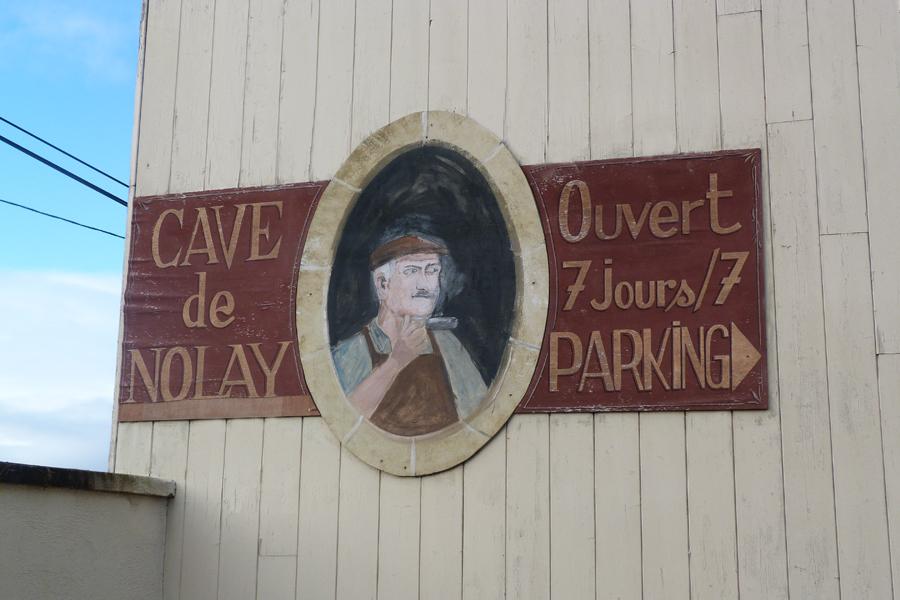 CAVE
de
NOLAY
Ouvert
7 Jours/7
PARKING